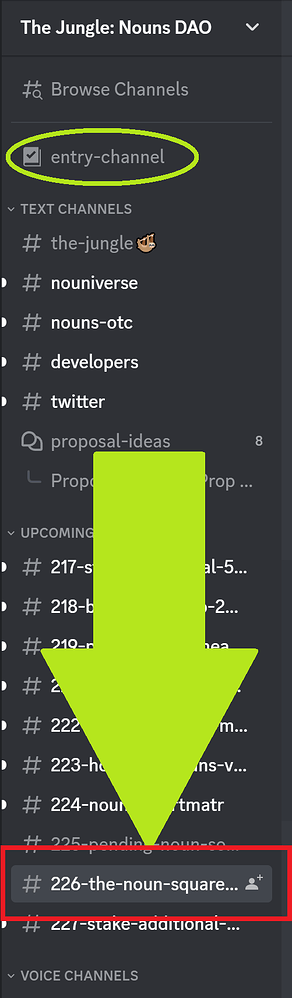 The Jungle: Nouns DAO
Browse Channels
entry-channel
TEXT CHANNELS
# the-jungle🦥
# nouniverse
# nouns-otc
# developers
# twitter
proposal-ideas 8
Prop ...
UPCOMING
# 217-s
# 218-b
# 219-
# 222
# 223-h
# 224-noun
# 225-pending-noun-so...
# 226-the-noun-square...
# 227-stake-additional-...
VOICE CHANNELS